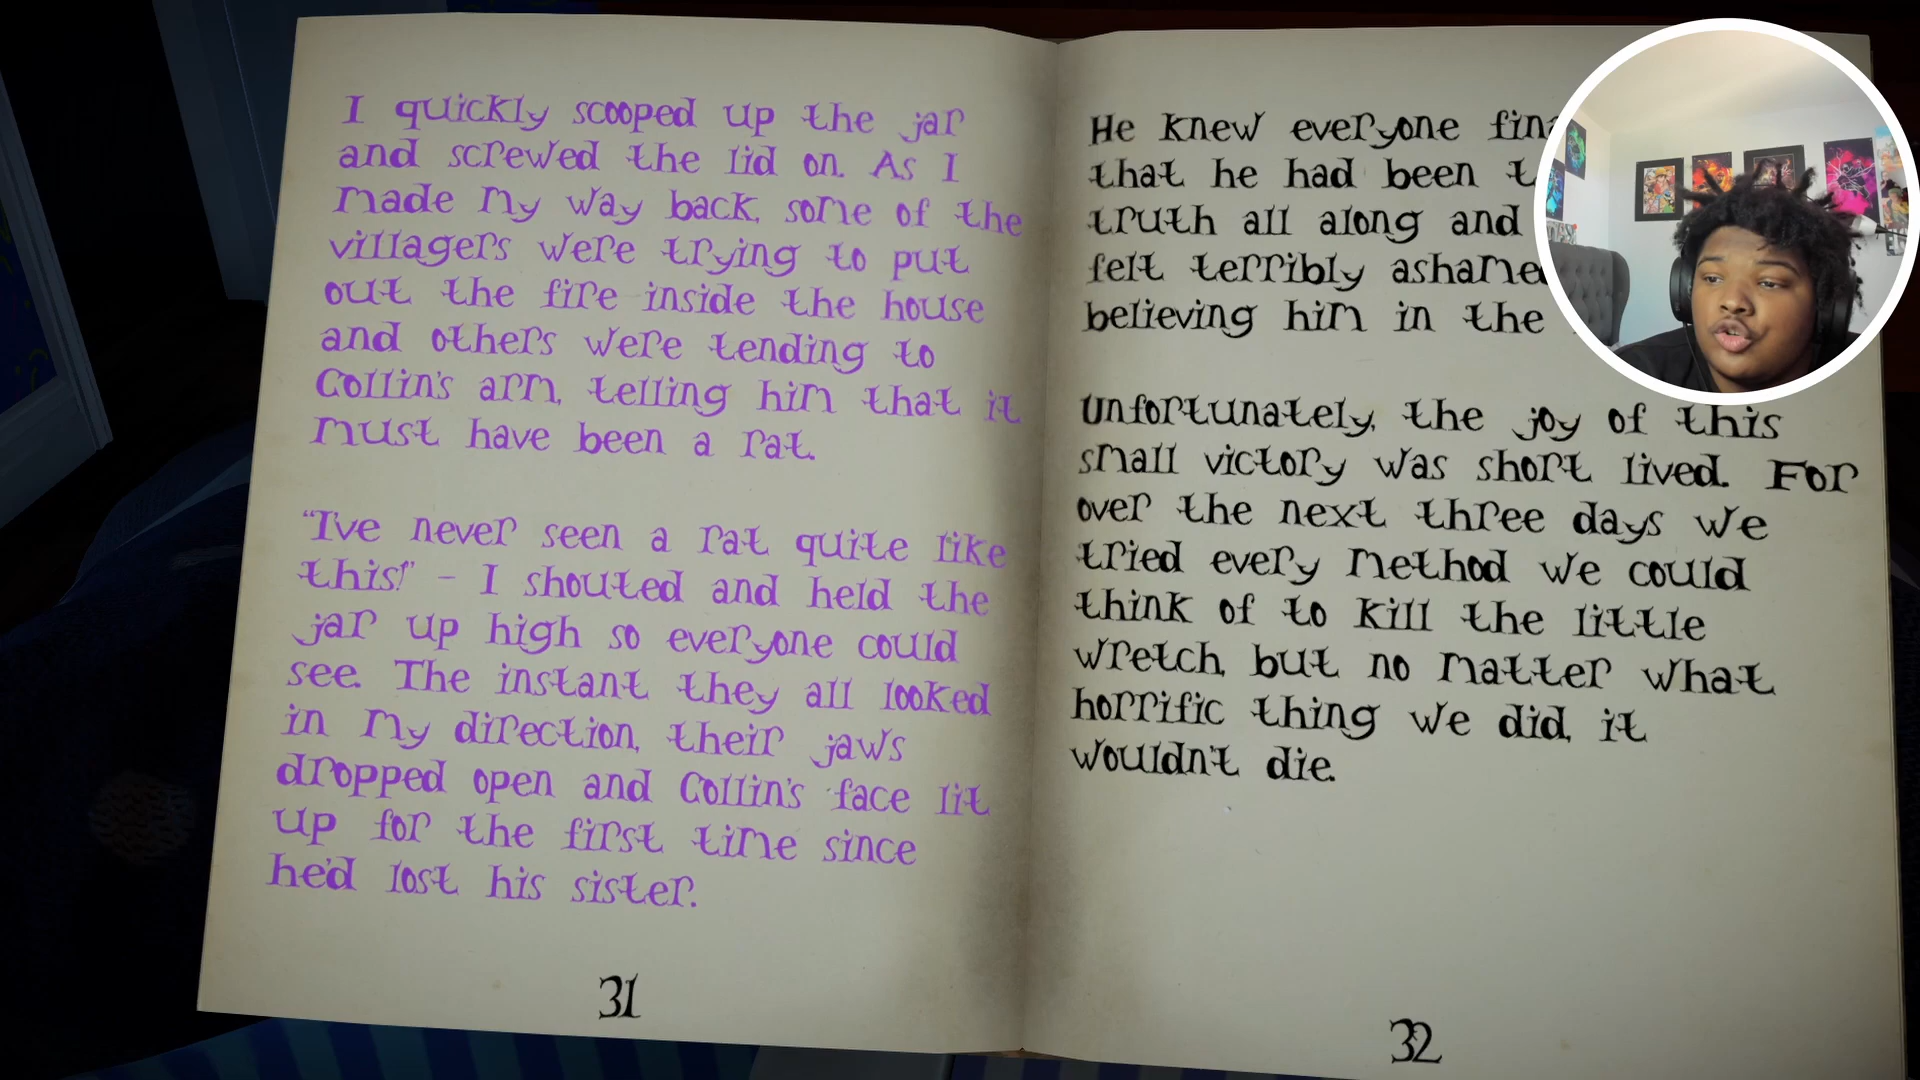 I quickly scooped up the jar
and screwed the lid on. As I
made my way back, some of the
villagers were trying to put
out the fire inside the house
and others were tending to
Collin's arm, telling him that it
must have been a rat.
"I've never seen a rat quite like
this!" - I shouted and held the
jar up high so everyone could
see. The instant they all looked
in my direction, their jaws
dropped open and Collin's face lit
up for the first time since
he'd lost his sister.
31
He knew everyone
that he had been
truth all along and
felt terribly
believing him in the
Unfortunately, the joy of this
small victory was short lived. For
over the next three days we
tried every method we could
think of to kill the little
wretch, but no matter what
horrific thing we did, it
wouldn't die.
32